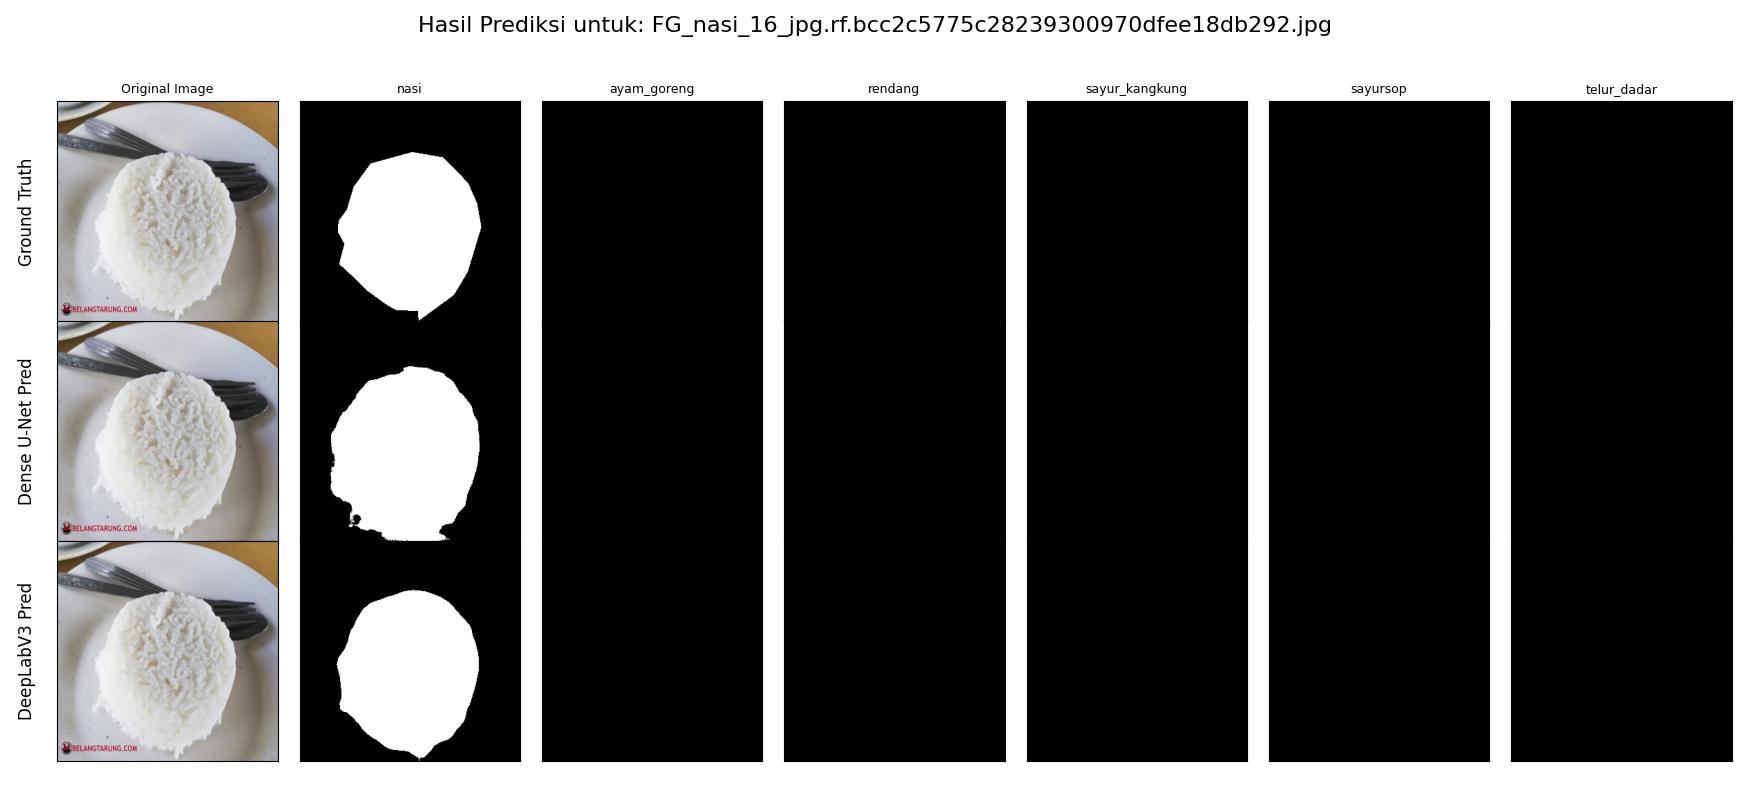 Hasil Prediksi untuk: FG_nasi_16_jpg.rf.bcc2c5775c28239300970dfee18db292.jpg
Original Image nasi ayam_goreng rendang sayur_kangkung sayursop telur_dadar
Ground Truth
BELANGTARUNG.COM
Dense U-Net Pred
BELANGTARUNG.COM
DeepLabV3 Pred
BELANGTARUNG.COM